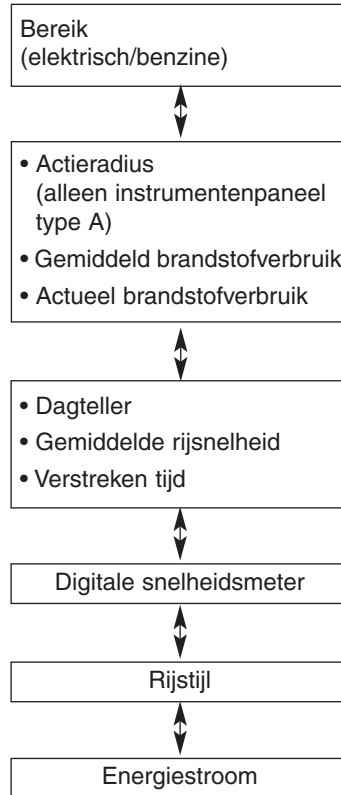 Bereik
(elektrisch/benzine)
• Actieradius
(alleen instrumentenpaneel
type A)
• Gemiddeld brandstofverbruik
• Actueel brandstofverbruik
• Dagteller
• Gemiddelde rijsnelheid
• Verstreken tijd
Digitale snelheidsmeter
Rijstijl
Energiestroom